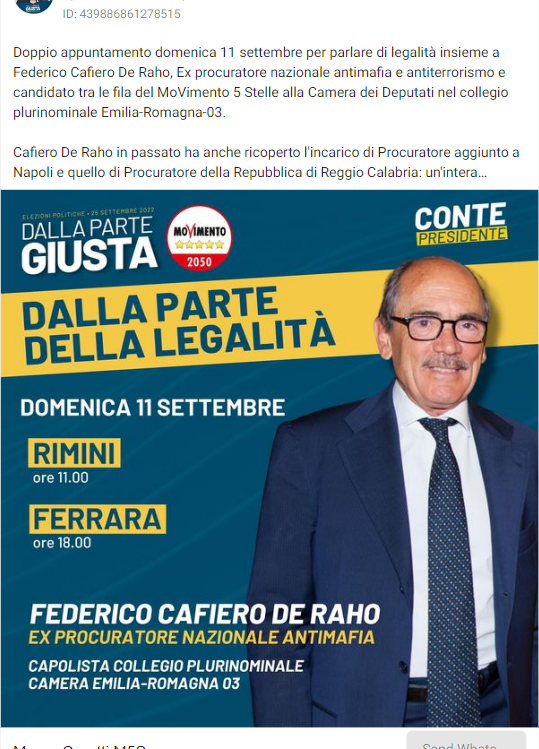 ID: 439886861278515
Doppio appuntamento domenica 11 settembre per parlare di legalità insieme a
Federico Cafiero De Raho, Ex procuratore nazionale antimafia e antiterrorismo e
candidato tra le fila del MoVimento 5 Stelle alla Camera dei Deputati nel collegio
plurinominale Emilia-Romagna-03.
Cafiero De Raho in passato ha anche ricoperto l'incarico di Procuratore aggiunto a
Napoli e quello di Procuratore della Repubblica di Reggio Calabria: un'intera...
ELEZIONI POLITICHE • 25 SETTEMBRE 2022
DALLA PARTE
GIUSTA
MOVIMENTO
2050
CONTE
PRESIDENTE
DALLA PARTE
DELLA LEGALITÀ
DOMENICA 11 SETTEMBRE
RIMINI
ore 11.00
FERRARA
ore 18.00
FEDERICO CAFIERO DE RAHO
EX PROCURATORE NAZIONALE ANTIMAFIA
CAPOLISTA COLLEGIO PLURINOMINALE
CAMERA EMILIA-ROMAGNA 03